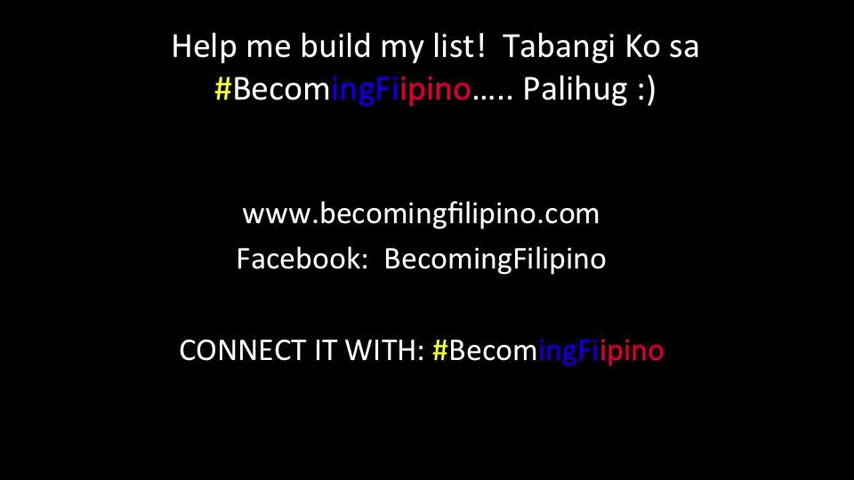 Help me build my list!  Tabangi Ko sa
#BecomingFiipino..... Palihug :)
www.becomingfilipino.com
Facebook:  BecomingFilipino
CONNECT IT WITH: #BecomingFiipino